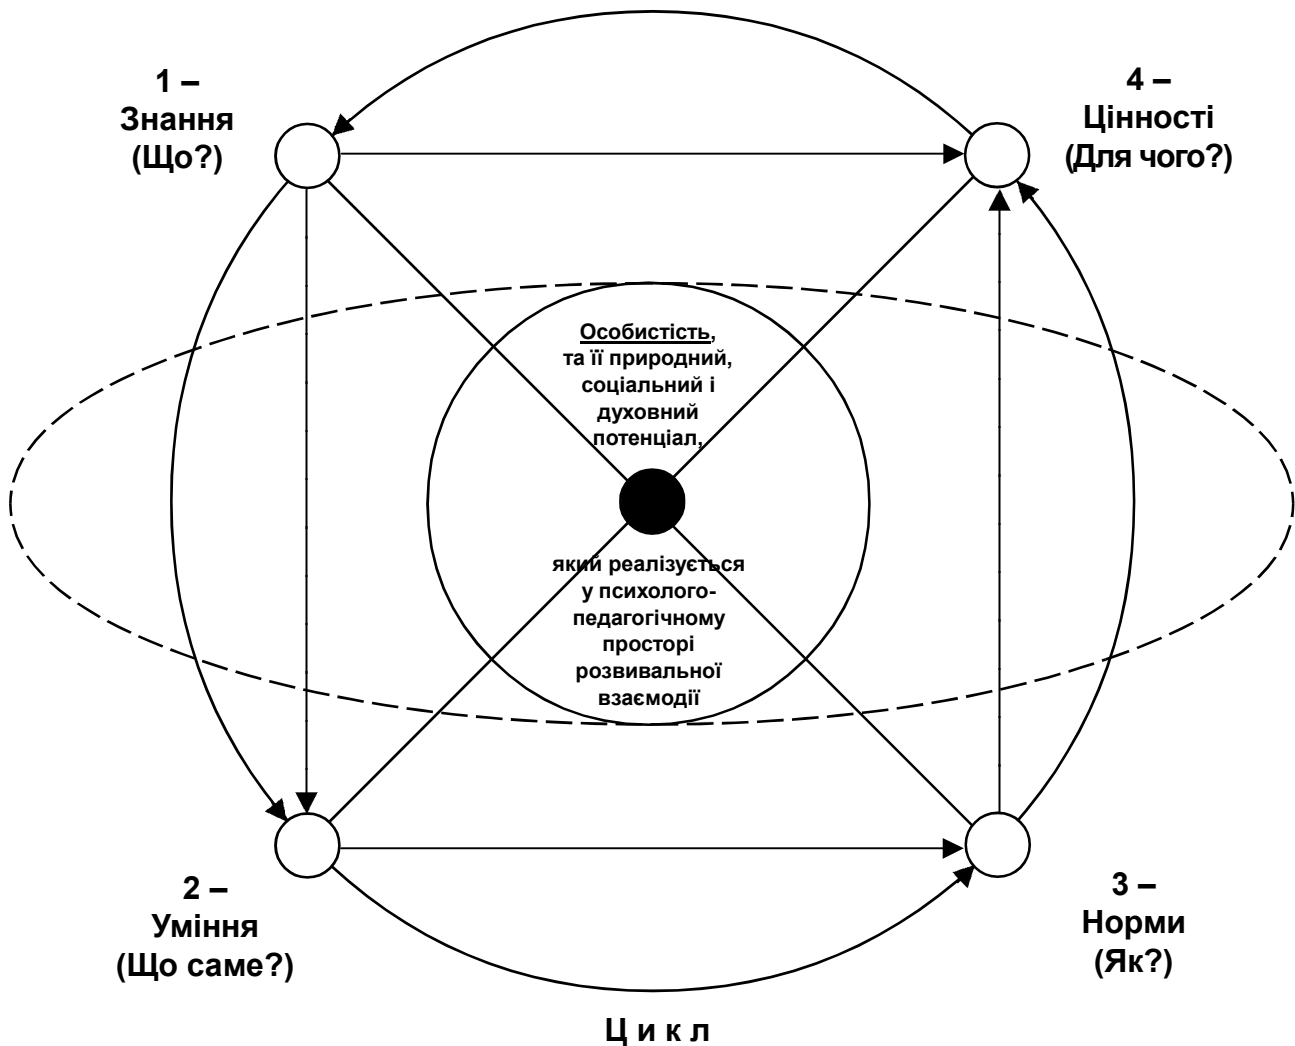 1 –
Знання
(Що?)
4 –
Цінності
(Для чого?)
Особистість,
та її природний,
соціальний і
духовний
потенціал,
який реалізується
у психолого-
педагогічному
просторі
розвивальної
взаємодії
2 –
Уміння
(Що саме?)
3 –
Норми
(Як?)
Ц и к л